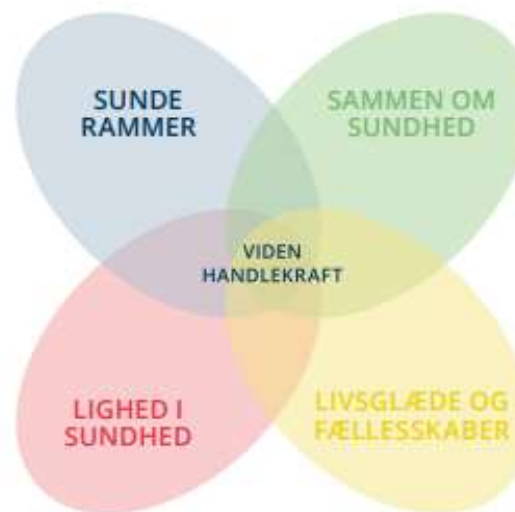 SUNDE
RAMMER
SAMMEN OM
SUNDHED
VIDEN
HANDLEKRAFT
LIGHED I
SUNDHED
LIVSGLÆDE OG
FÆLLESSKABER